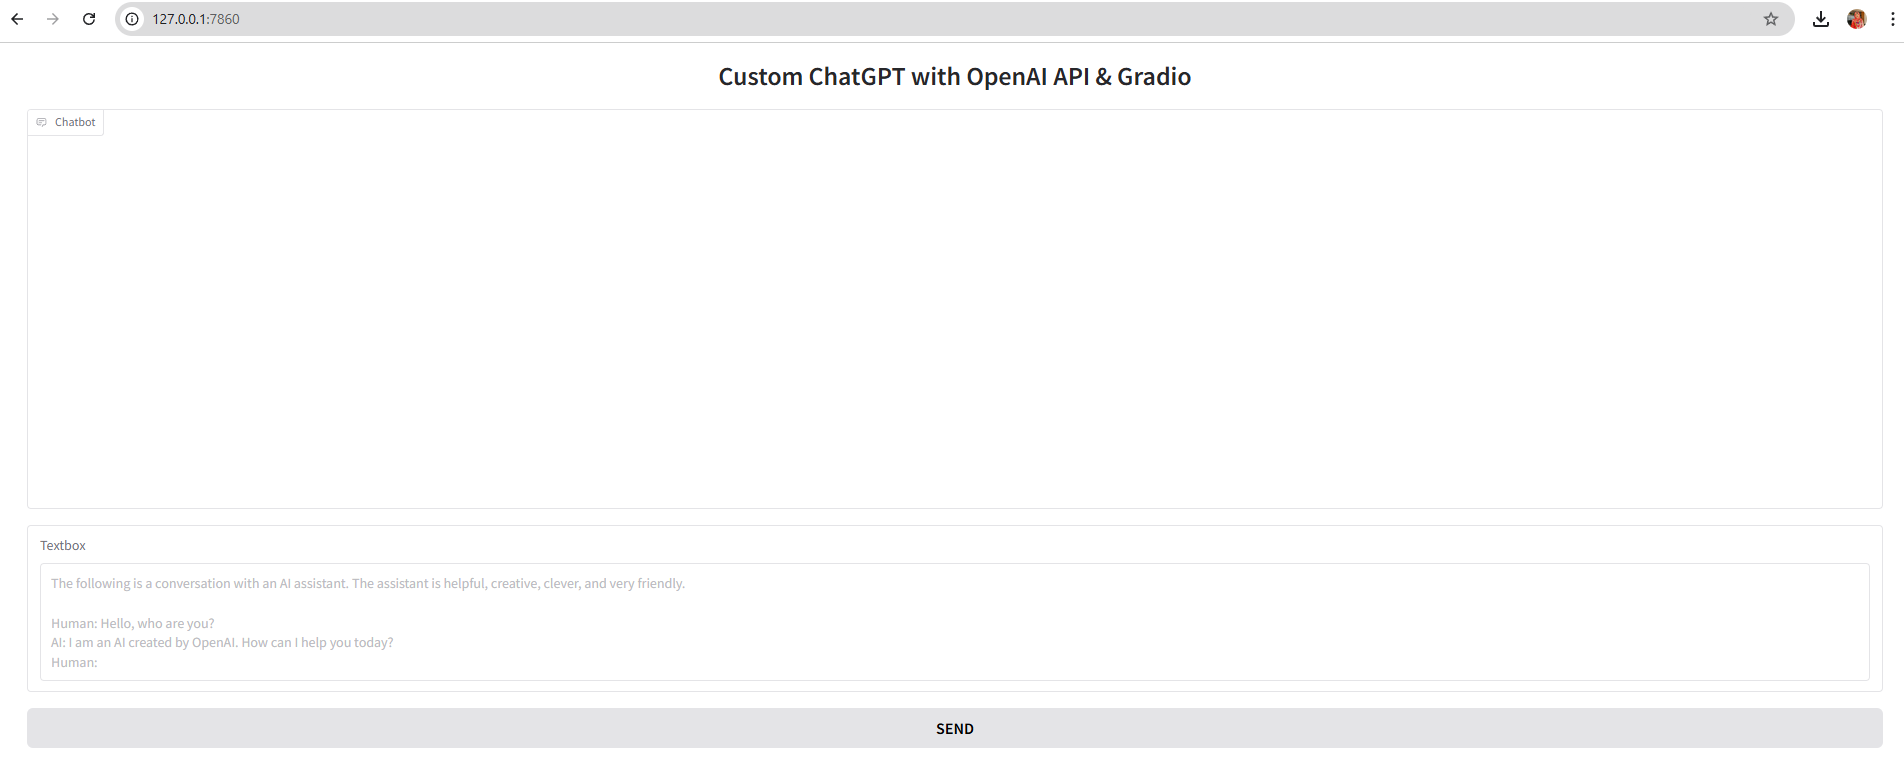 127.0.0.1:7860
Custom ChatGPT with OpenAI API & Gradio
Chatbot
Textbox
The following is a conversation with an AI assistant. The assistant is helpful, creative, clever, and very friendly.
Human: Hello, who are you?
AI: I am an AI created by OpenAI. How can I help you today?
Human:
SEND